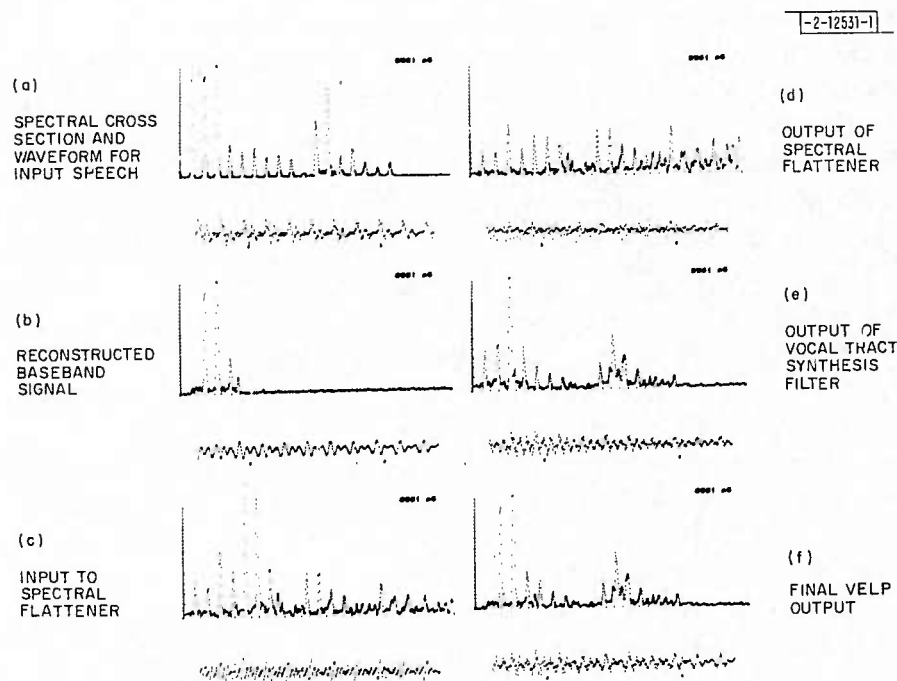 -2-12531-1
(a)
SPECTRAL CROSS
SECTION AND
WAVEFORM FOR
INPUT SPEECH
(d)
OUTPUT OF
SPECTRAL
FLATTENER
(b)
RECONSTRUCTED
BASEBAND
SIGNAL
(e)
OUTPUT OF
VOCAL TRACT
SYNTHESIS
FILTER
(c)
INPUT TO
SPECTRAL
FLATTENER
(f)
FINAL VELP
OUTPUT